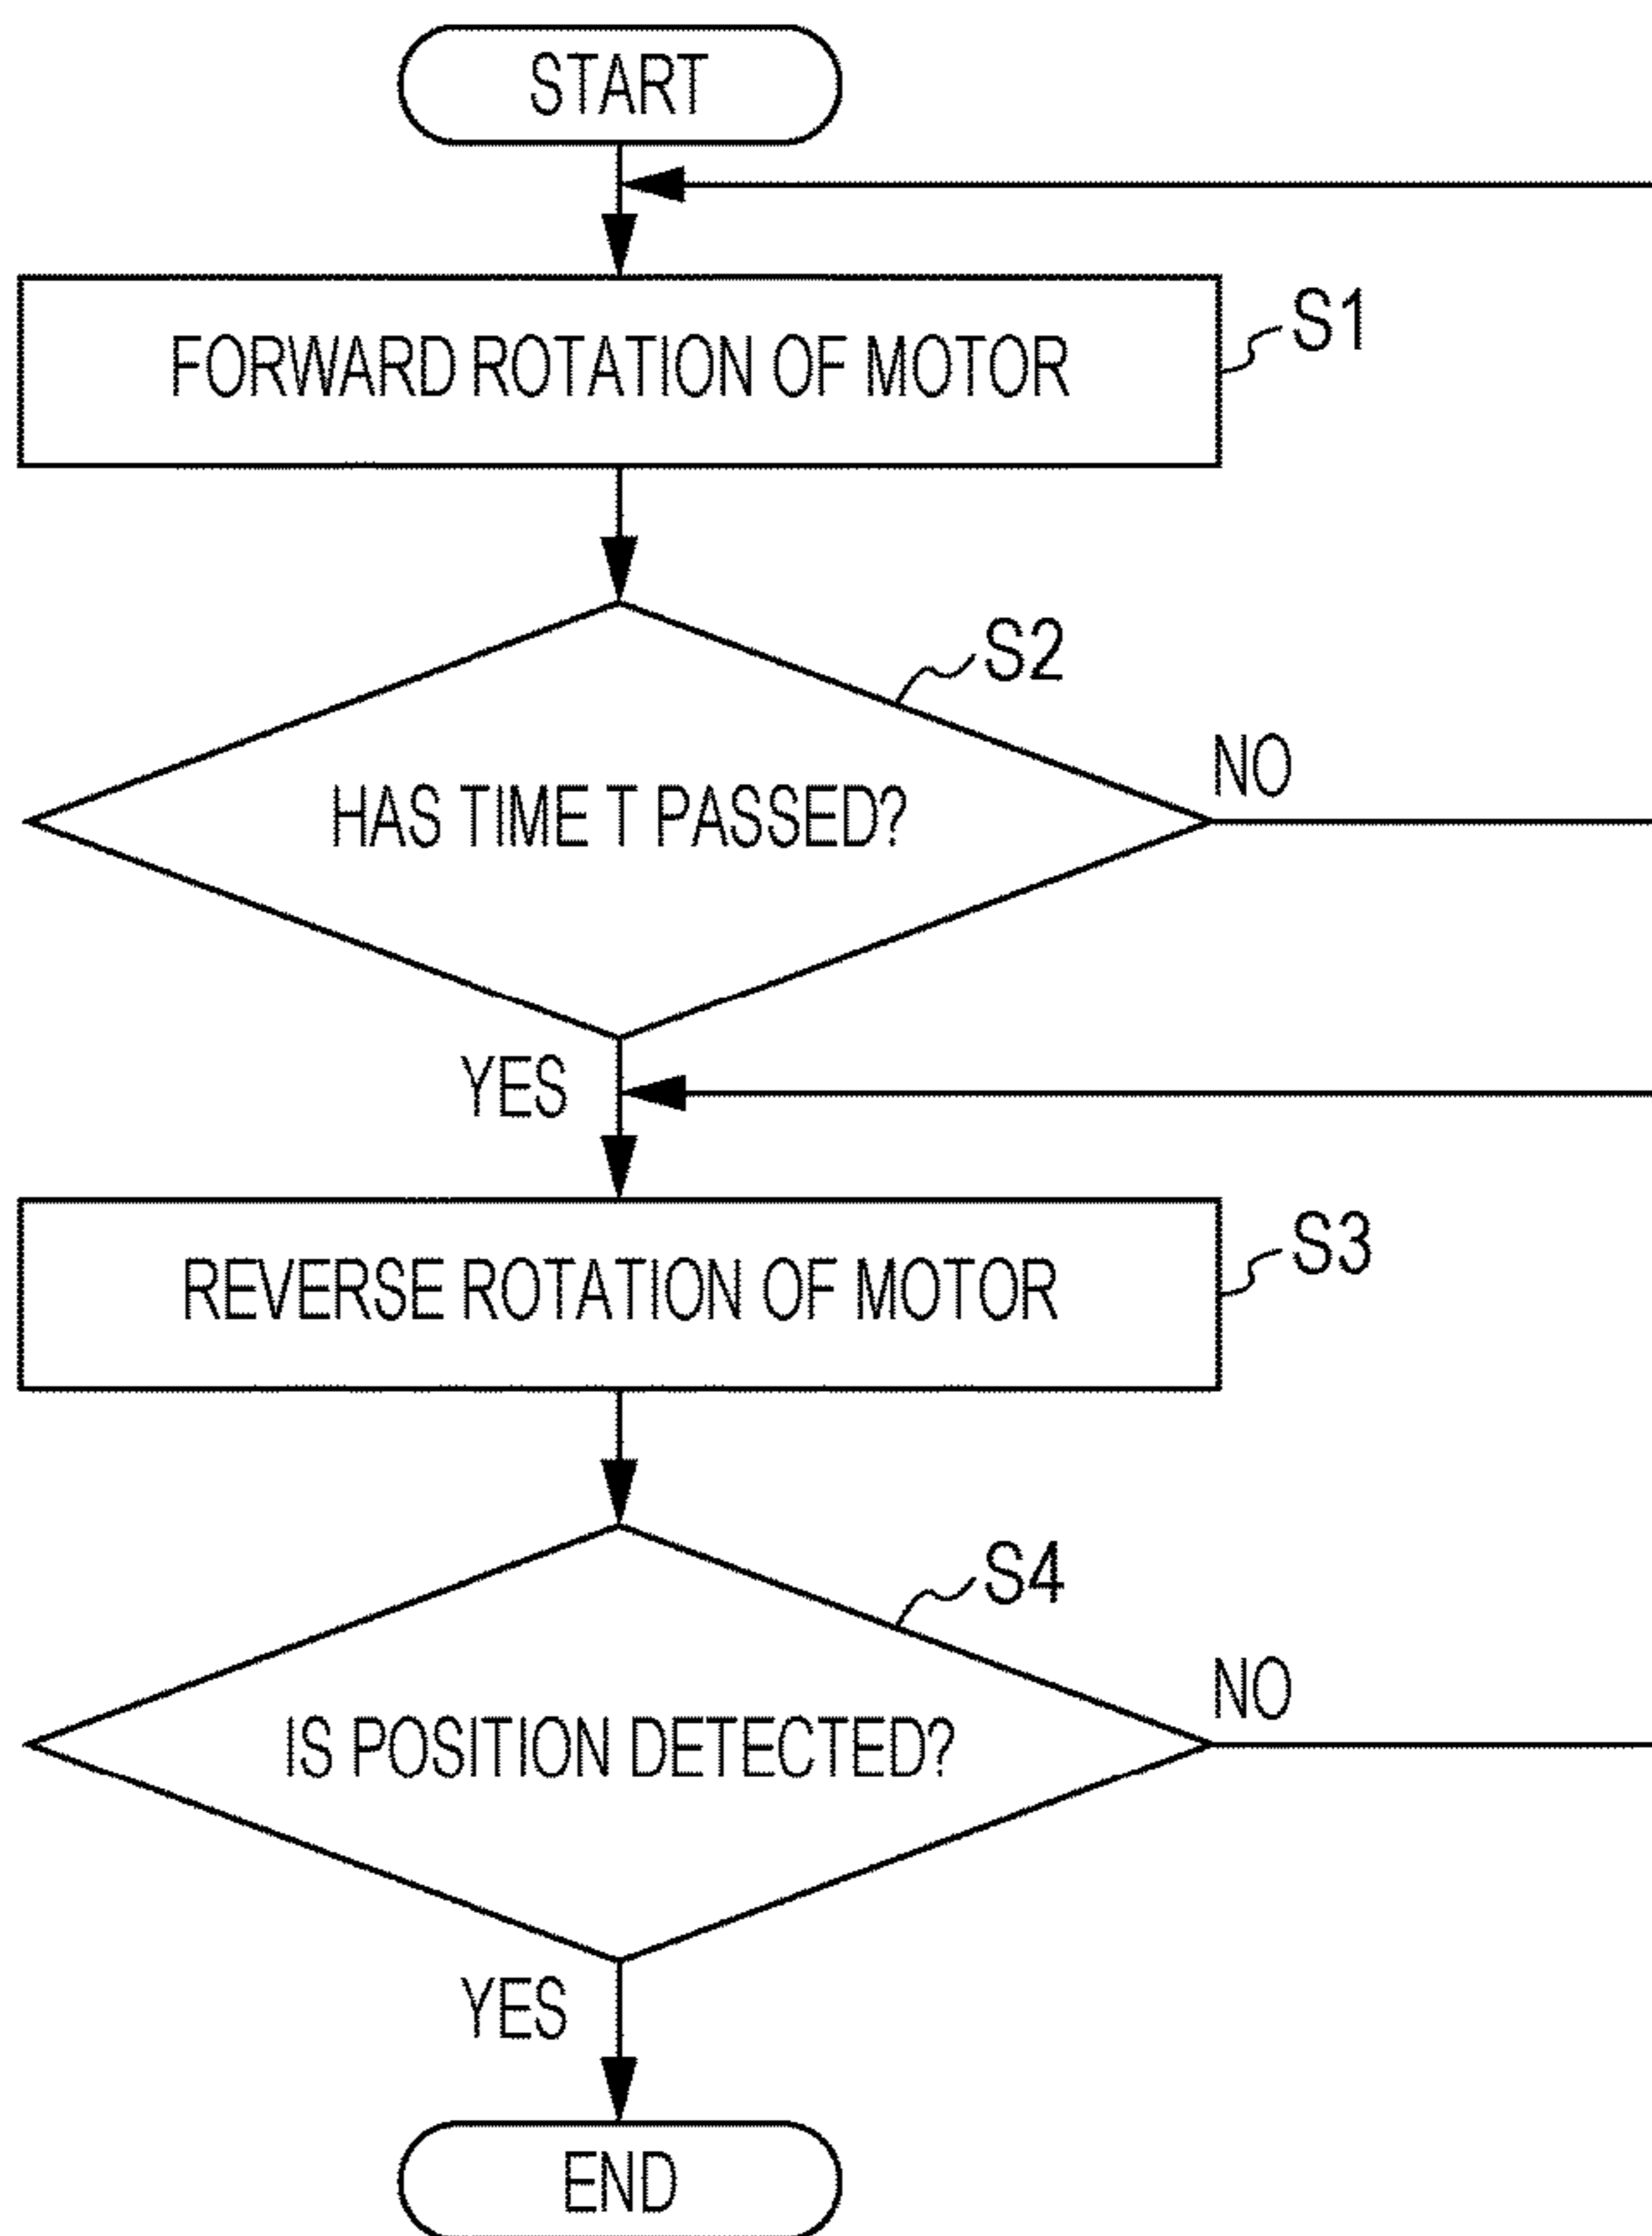 START
FORWARD ROTATION OF MOTOR
S1
S2
HAS TIME T PASSED?
NO
YES
REVERSE ROTATION OF MOTOR
S3
S4
IS POSITION DETECTED?
NO
YES
END